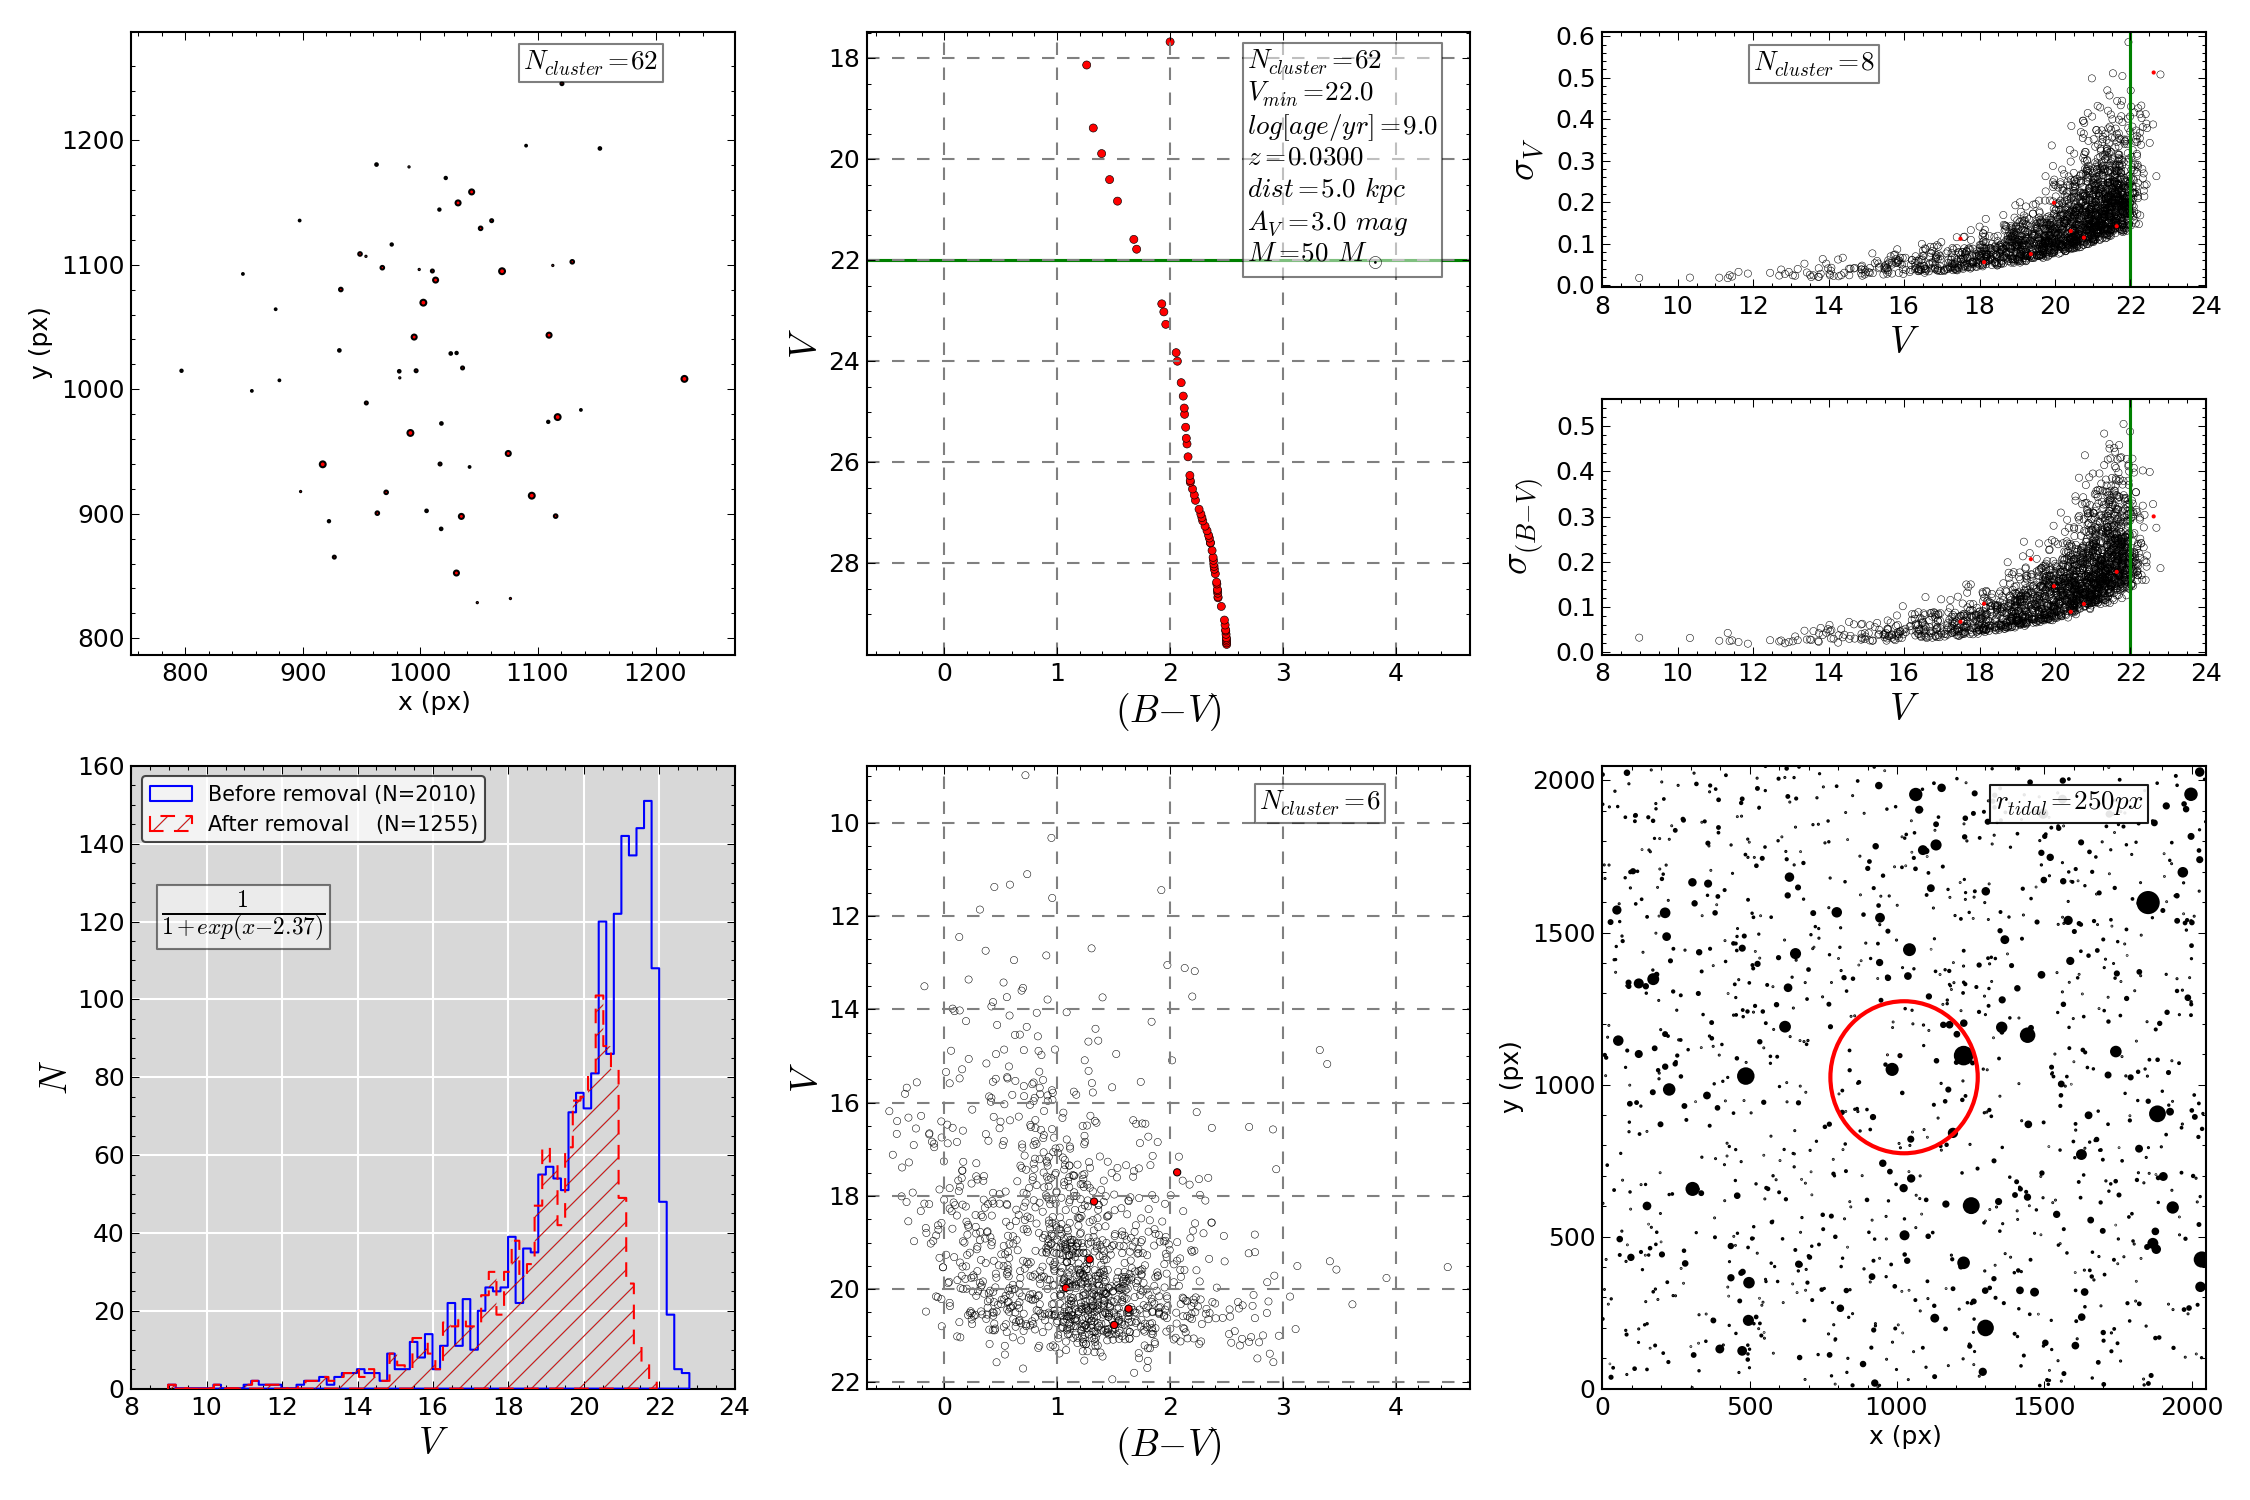 N_cluster=62
1200
1100
1000
900
800
y (px)
800 900 1000 1100 1200
x (px)
N_cluster=62
V_min=22.0
log[age/yr]=9.0
z=0.0300
dist=5.0 kpc
A_V=3.0 mag
M=50 M_⊙
18
20
22
24
26
28
V
0 1 2 3 4
(B−V)
N_cluster=8
0.6
0.5
0.4
0.3
0.2
0.1
0.0
σ_V
8 10 12 14 16 18 20 22 24
V
0.5
0.4
0.3
0.2
0.1
0.0
σ_(B−V)
8 10 12 14 16 18 20 22 24
V
160
140
120
100
80
60
40
20
0
N
Before removal (N=2010)
After removal (N=1255)
1
1+exp(x−2.37)
8 10 12 14 16 18 20 22 24
V
N_cluster=6
10
12
14
16
18
20
22
V
0 1 2 3 4
(B−V)
r_tidal=250px
2000
1500
1000
500
0
y (px)
0 500 1000 1500 2000
x (px)